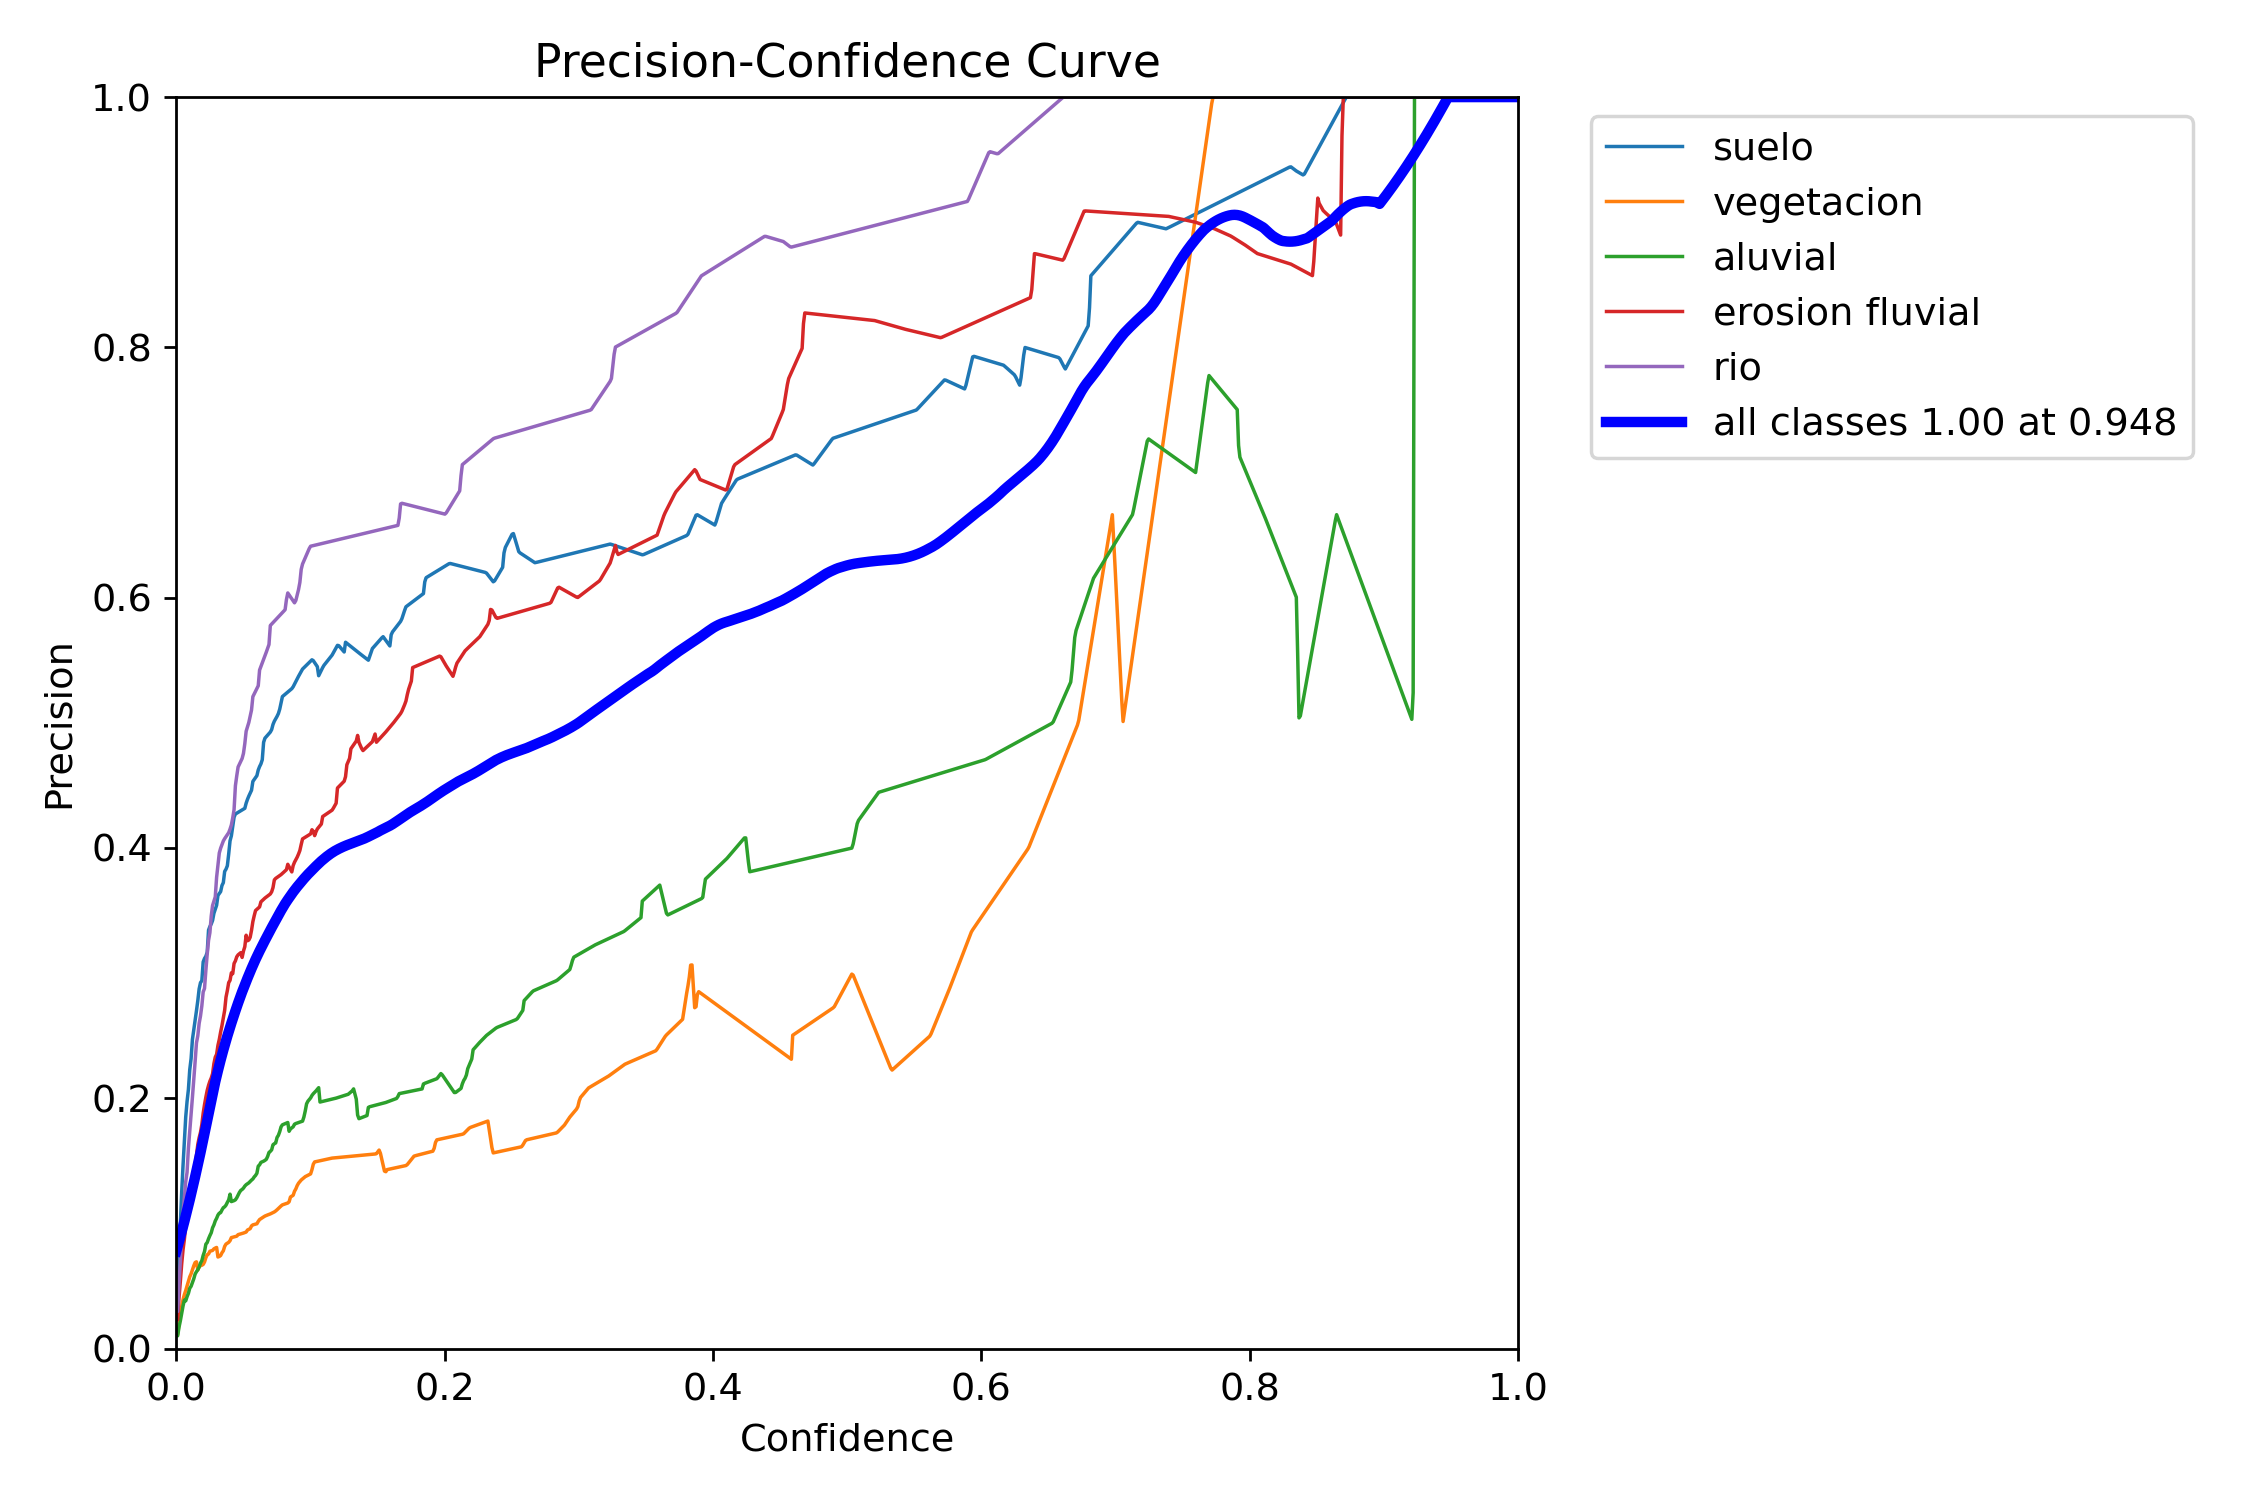 Precision-Confidence Curve
1.0
0.8
0.6
0.4
0.2
0.0
Precision
0.0 0.2 0.4 0.6 0.8 1.0
Confidence
suelo
vegetacion
aluvial
erosion fluvial
rio
all classes 1.00 at 0.948